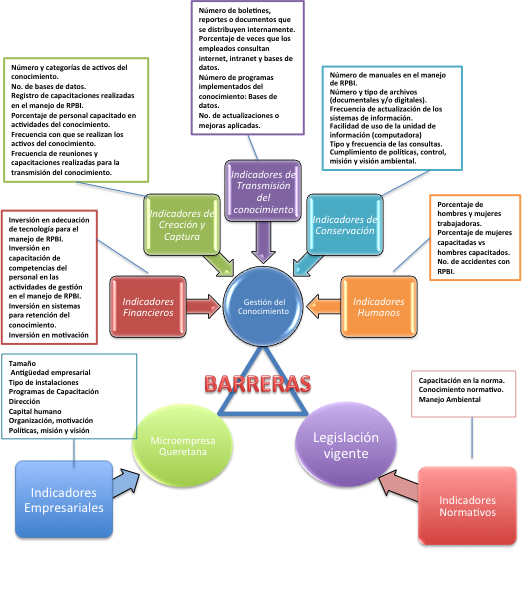 Número de boletines,
reportes o documentos que
se distribuyen internamente.
Porcentaje de veces que los
empleados consultan
internet, intranet y bases de
datos.
Número de programas
implementados del
conocimiento: Bases de
datos.
No. de actualizaciones o
mejoras aplicadas.
Número y categorías de activos del
conocimiento.
No. de bases de datos.
Registro de capacitaciones realizadas
en el manejo de RPBI.
Porcentaje de personal capacitado en
actividades del conocimiento.
Frecuencia con que se realizan los
activos del conocimiento.
Frecuencia de reuniones y
capacitaciones realizadas para la
transmisión del conocimiento.
Número de manuales en el manejo
de RPBI.
Número y tipo de archivos
(documentales y/o digitales).
Frecuencia de actualización de los
sistemas de información.
Facilidad de uso de la unidad de
información (computadora)
Tipo y frecuencia de las consultas.
Cumplimiento de políticas, control,
misión y visión ambiental.
Indicadores de
Transmisión
del
conocimiento
Indicadores de
Creación y
Captura
Indicadores de
Conservación
Porcentaje de
hombres y mujeres
trabajadoras.
Porcentaje de mujeres
capacitadas vs
hombres capacitados.
No. de accidentes con
RPBI.
Inversión en adecuación
de tecnología para el
manejo de RPBI.
Inversión en
capacitación de
competencias del
personal en las
actividades de gestión
en el manejo de RPBI.
Inversión en sistemas
para retención del
conocimiento.
Inversión en motivación
Indicadores
Financieros
Gestión del
Conocimiento
Indicadores
Humanos
Tamaño
Antigüedad empresarial
Tipo de instalaciones
Programas de Capacitación
Dirección
Capital humano
Organización, motivación
Políticas, misión y visión
BARRERAS
Capacitación en la norma.
Conocimiento normativo.
Manejo Ambiental
Microempresa
Queretana
Legislación
vigente
Indicadores
Empresariales
Indicadores
Normativos